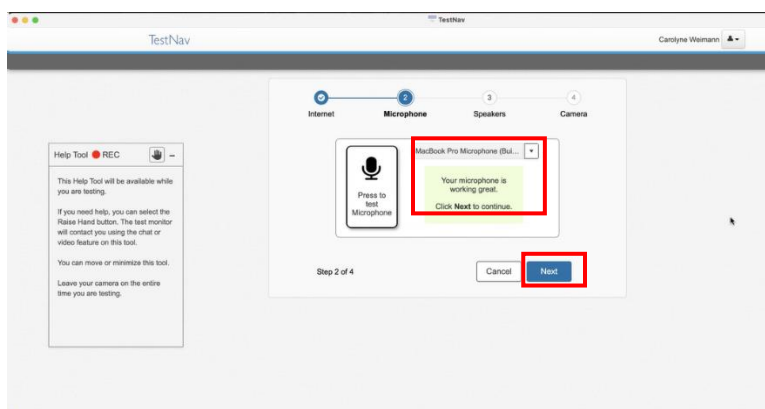 TestNav
TestNav
Carolyne Weimann
2
3
4
Internet
Microphone
Speakers
Camera
Help Tool REC
This Help Tool will be available while
you are testing.
If you need help, you can select the
Raise Hand button. The test monitor
will contact you using the chat or
video feature on this tool.
You can move or minimize this tool.
Leave your camera on the entire
time you are testing.
Press to
test
Microphone
MacBook Pro Microphone (Bui...
Your microphone is
working great.
Click Next to continue.
Step 2 of 4
Cancel
Next